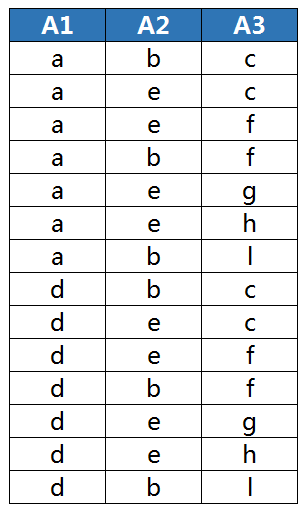 A1 A2 A3
a b c
a e c
a e f
a b f
a e g
a e h
a b l
d b c
d e c
d e f
d b f
d e g
d e h
d b l